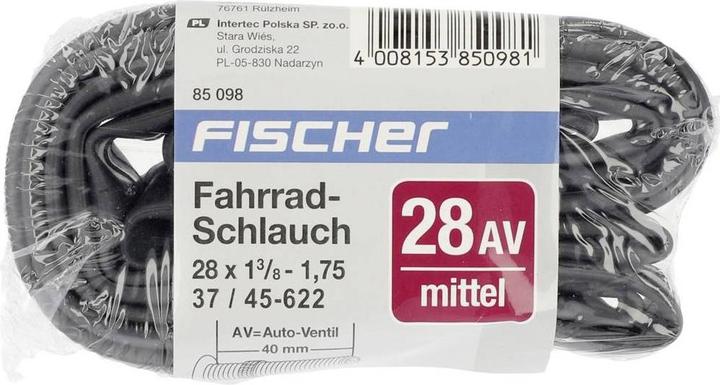 76761 Rülzheim
PL Intertec Polska SP. zo.o.
Stara Wiés,
ul. Grodziska 22
PL-05-830 Nadarzyn
4 008153 850981
85 098
FISCHER
Fahrrad-
Schlauch
28 x 1³/₈ - 1,75
37 / 45-622
AV=Auto-Ventil
40 mm
28 AV
mittel